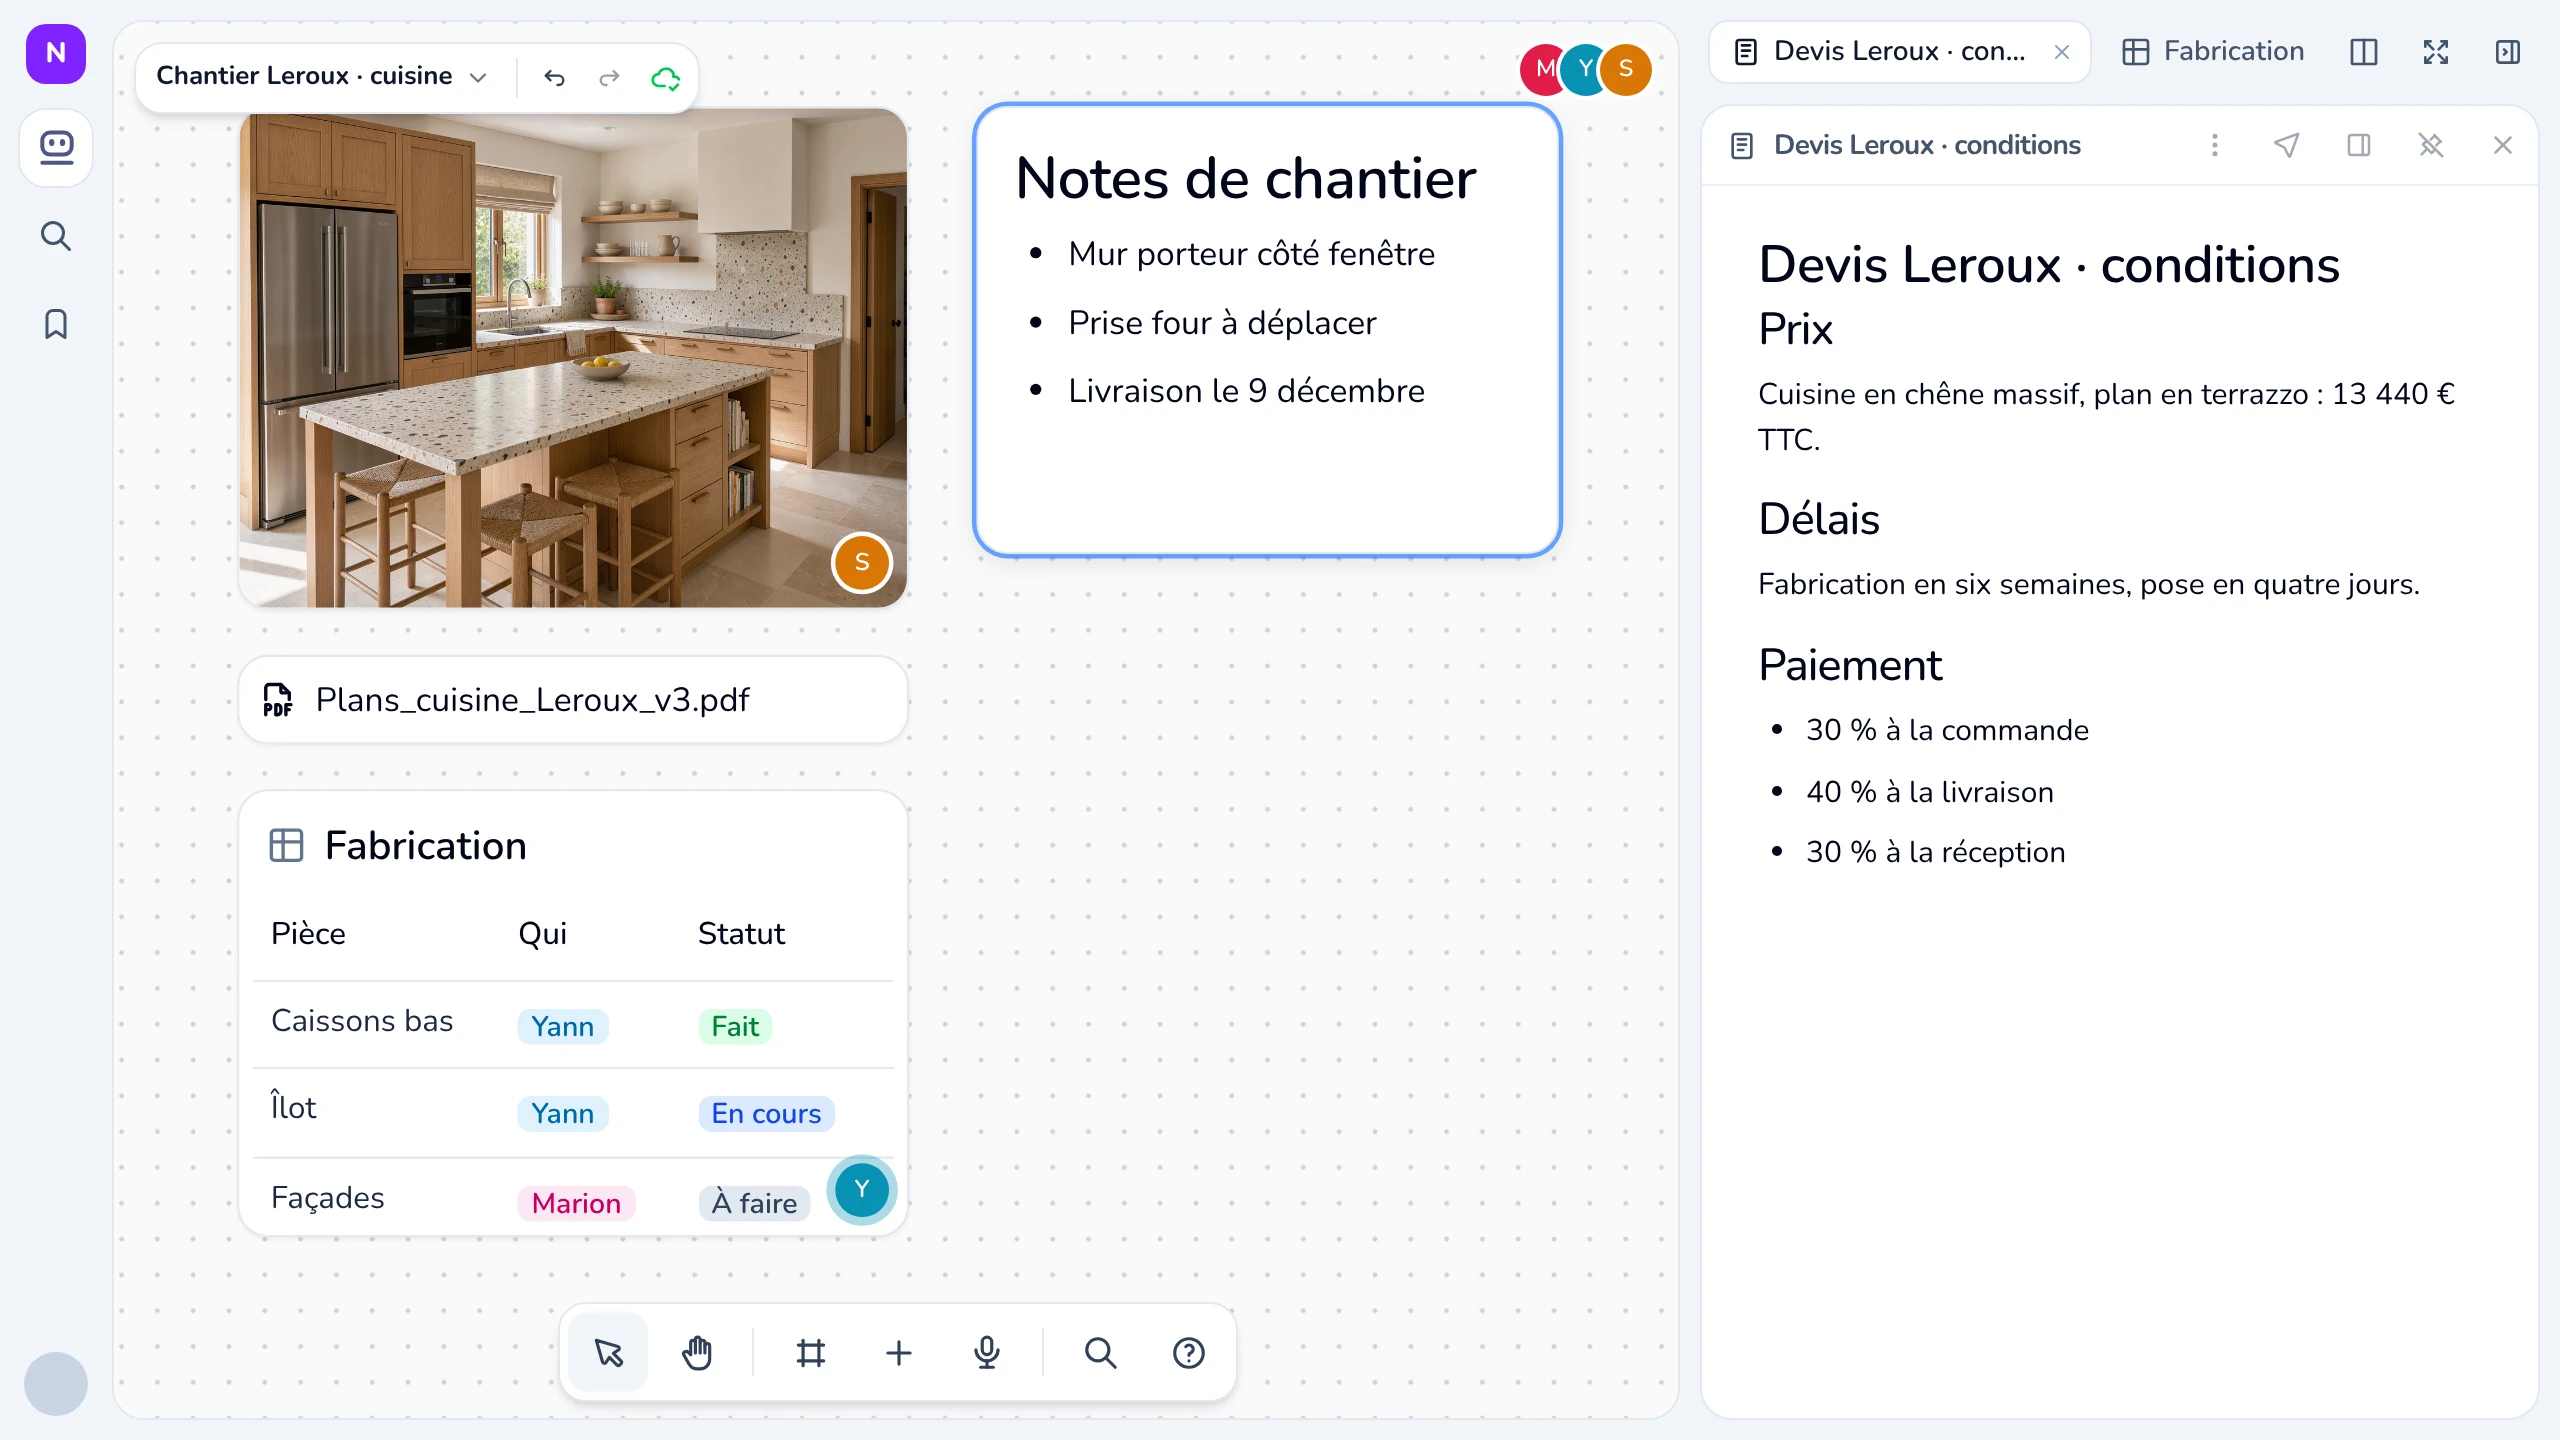 N
Chantier Leroux · cuisine
M
Y
S
S
Notes de chantier
Mur porteur côté fenêtre
Prise four à déplacer
Livraison le 9 décembre
Plans_cuisine_Leroux_v3.pdf
Fabrication
Pièce Qui Statut
Caissons bas Yann Fait
Îlot Yann En cours
Façades Marion À faire
Y
Devis Leroux · con...
Fabrication
Devis Leroux · conditions
Devis Leroux · conditions
Prix
Cuisine en chêne massif, plan en terrazzo : 13 440 €
TTC.
Délais
Fabrication en six semaines, pose en quatre jours.
Paiement
30 % à la commande
40 % à la livraison
30 % à la réception